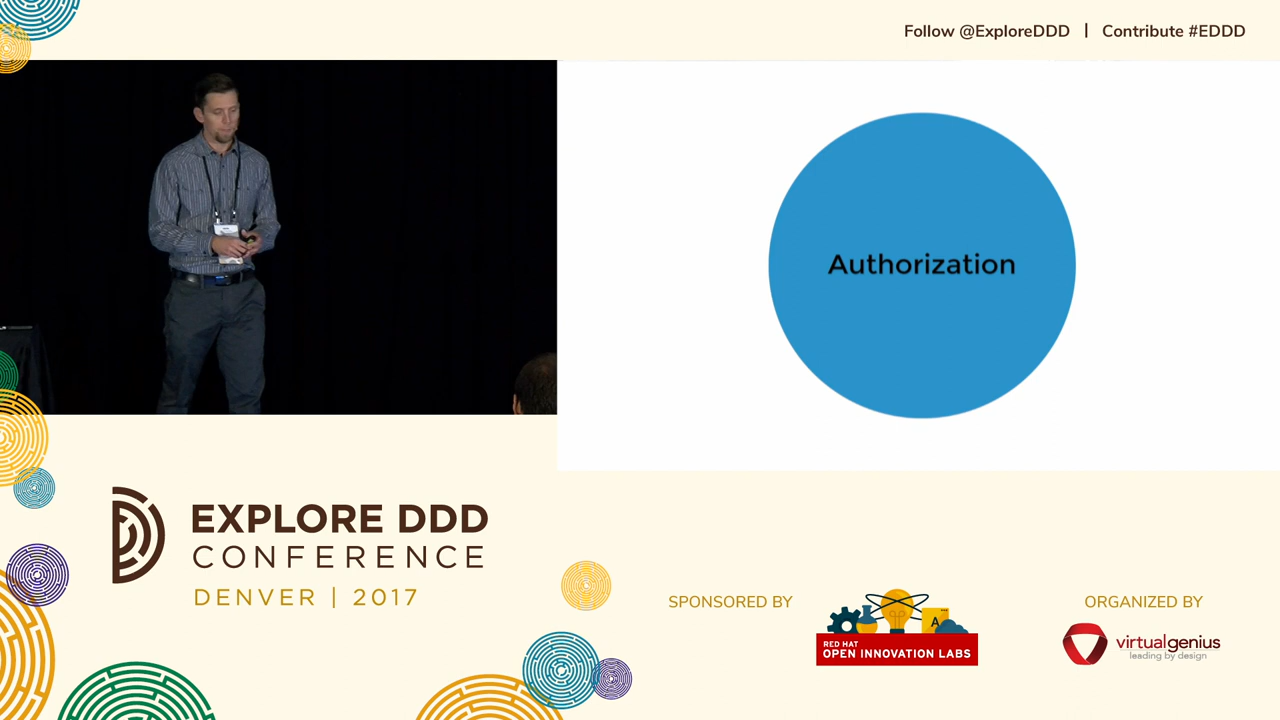 Follow @ExploreDDD | Contribute #EDDD
Authorization
EXPLORE DDD
CONFERENCE
DENVER | 2017
SPONSORED BY
A
RED HAT
OPEN INNOVATION LABS
ORGANIZED BY
virtualgenius
leading by design